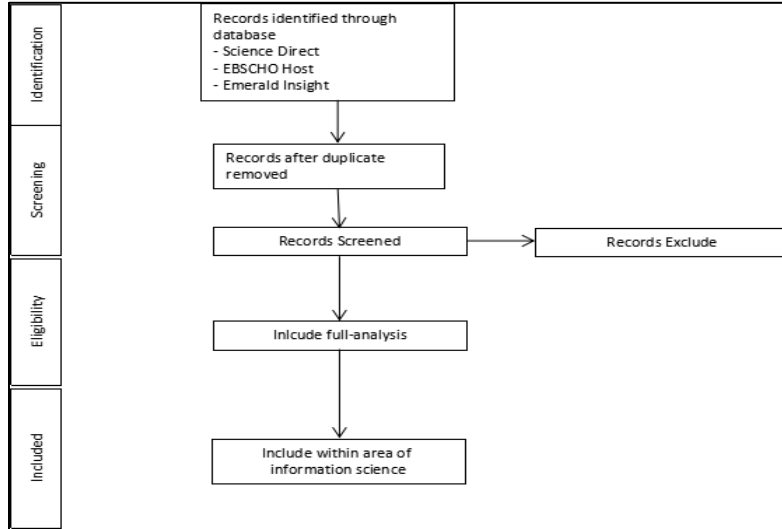 Identification
Records identified through
database
- Science Direct
- EBSCHO Host
- Emerald Insight
Screening
Records after duplicate
removed
Records Screened
Records Exclude
Eligibility
Inlcude full-analysis
Included
Include within area of
information science